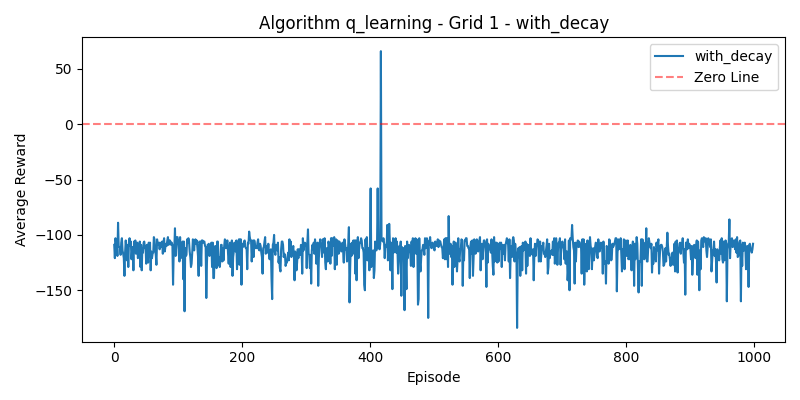 Algorithm q_learning - Grid 1 - with_decay
with_decay
Zero Line
Average Reward
50
0
−50
−100
−150
0
200
400
600
800
1000
Episode